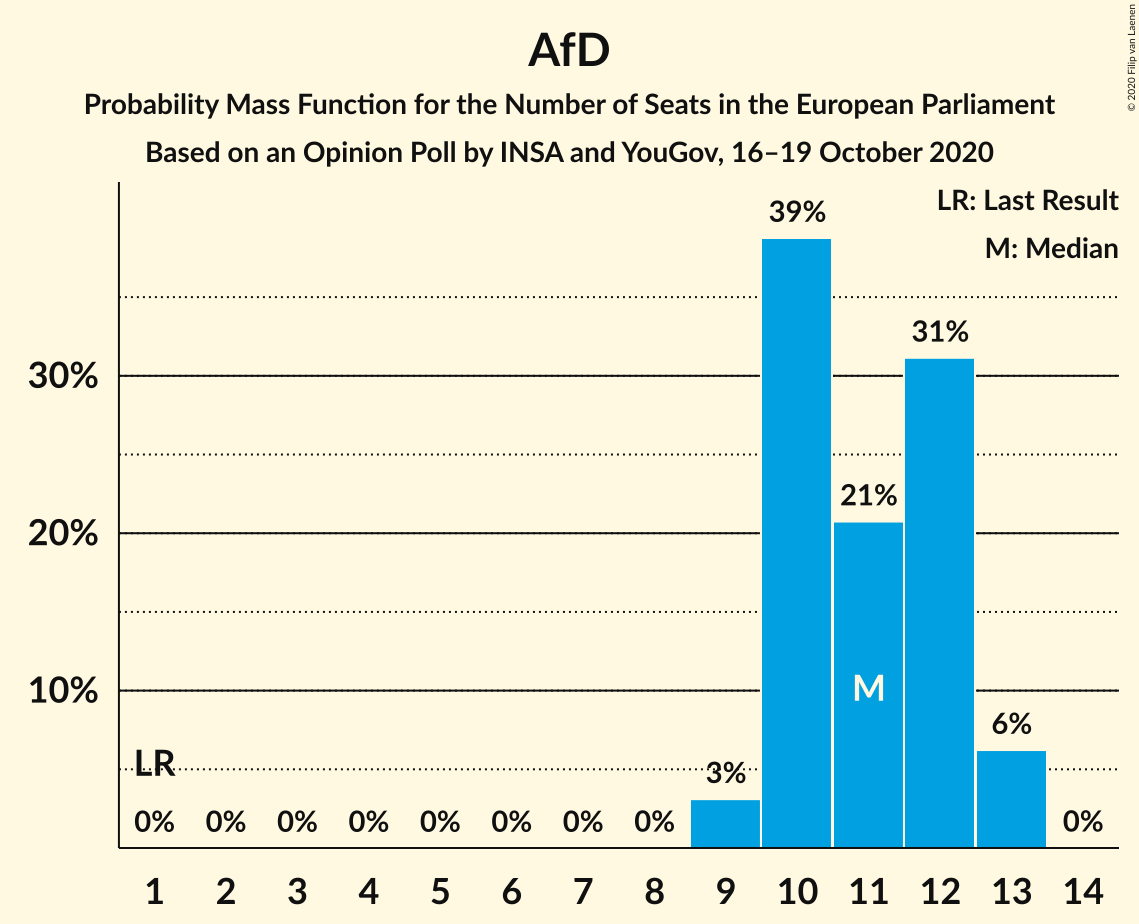 AfD
Probability Mass Function for the Number of Seats in the European Parliament
Based on an Opinion Poll by INSA and YouGov, 16–19 October 2020
© 2020 Filip van Laenen
LR: Last Result
M: Median
39%
31%
30%
21%
20%
M
10%
6%
LR
3%
0% 0% 0% 0% 0% 0% 0% 0% 0%
1 2 3 4 5 6 7 8 9 10 11 12 13 14